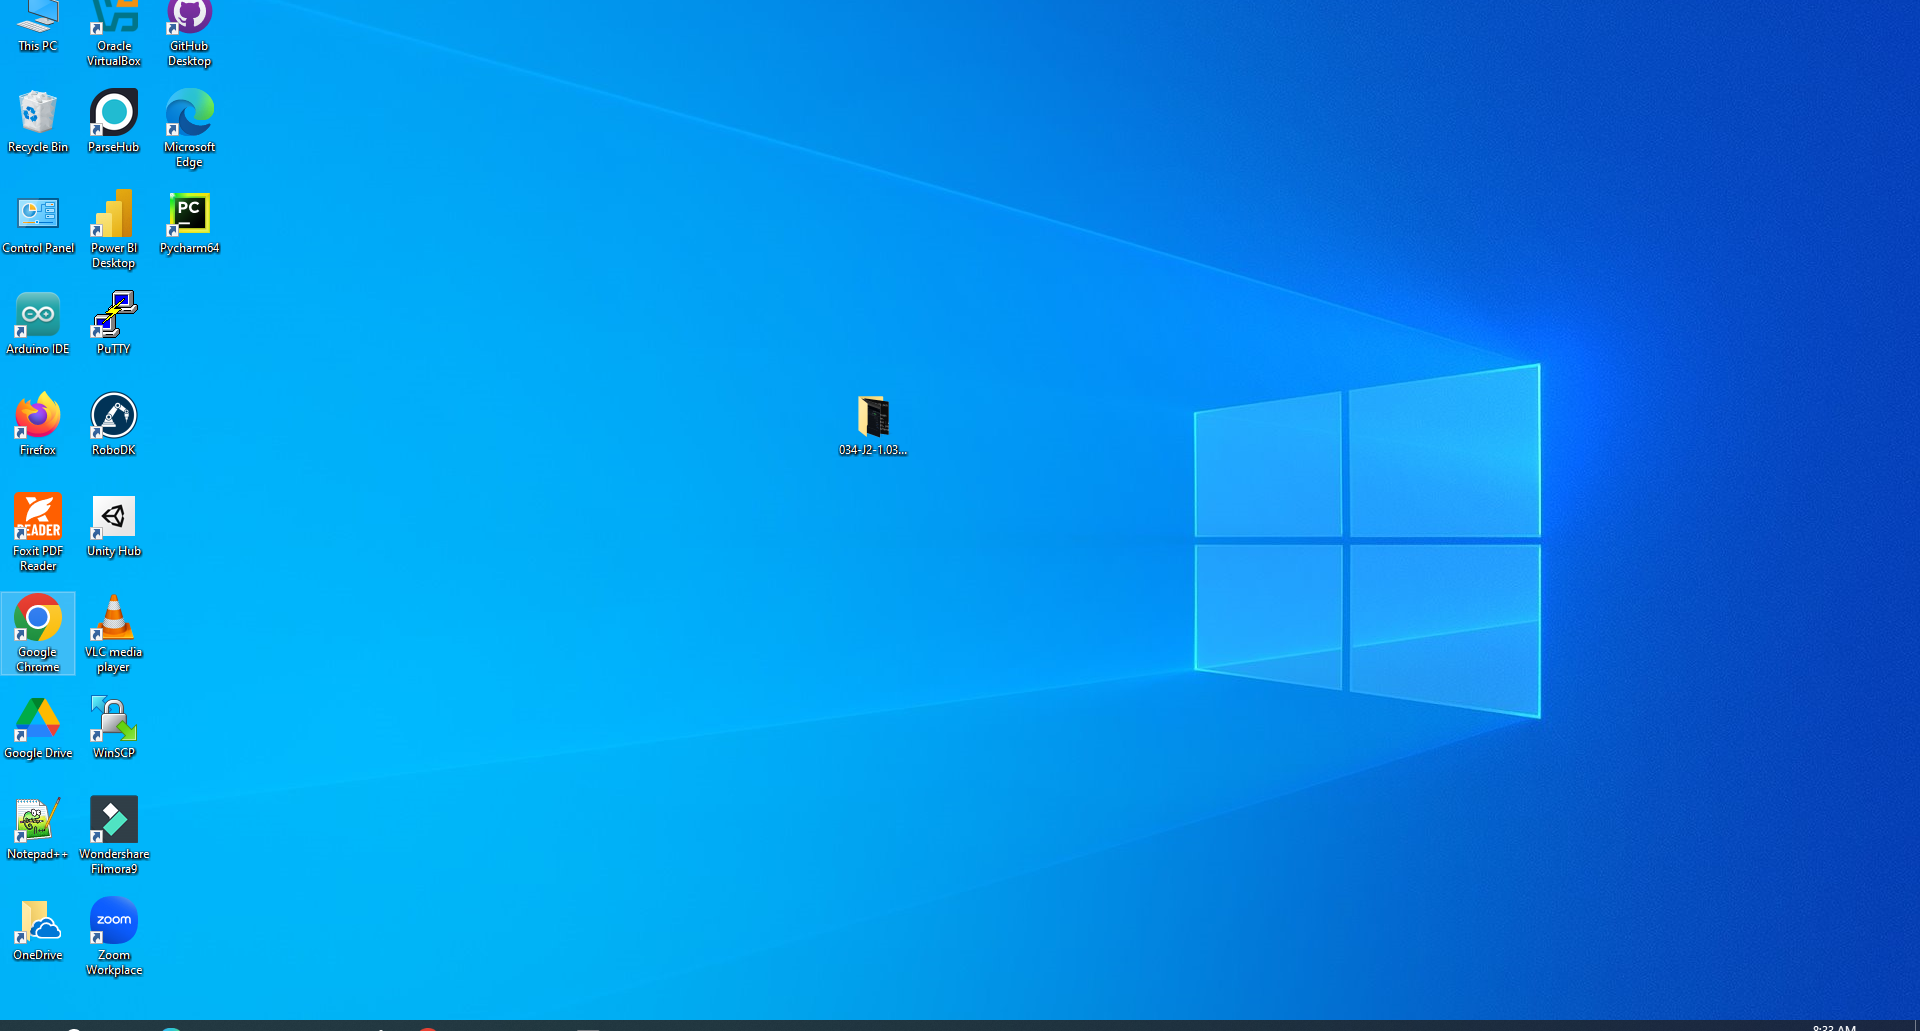 This PC
Oracle
VirtualBox
GitHub
Desktop
Recycle Bin
ParseHub
Microsoft
Edge
Control Panel
Power BI
Desktop
PC
Pycharm64
Arduino IDE
PuTTY
Firefox
RoboDK
034-J2-1.03...
READER
Foxit PDF
Reader
Unity Hub
Google
Chrome
VLC media
player
Google Drive
WinSCP
Notepad++
Wondershare
Filmora9
OneDrive
zoom
Zoom
Workplace